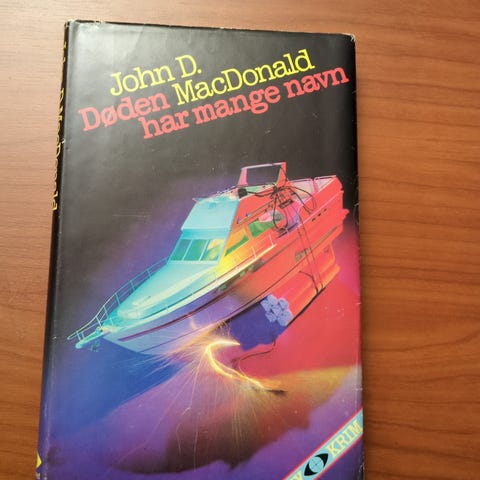 John D.
MacDonald
Døden
har mange navn
KRIM